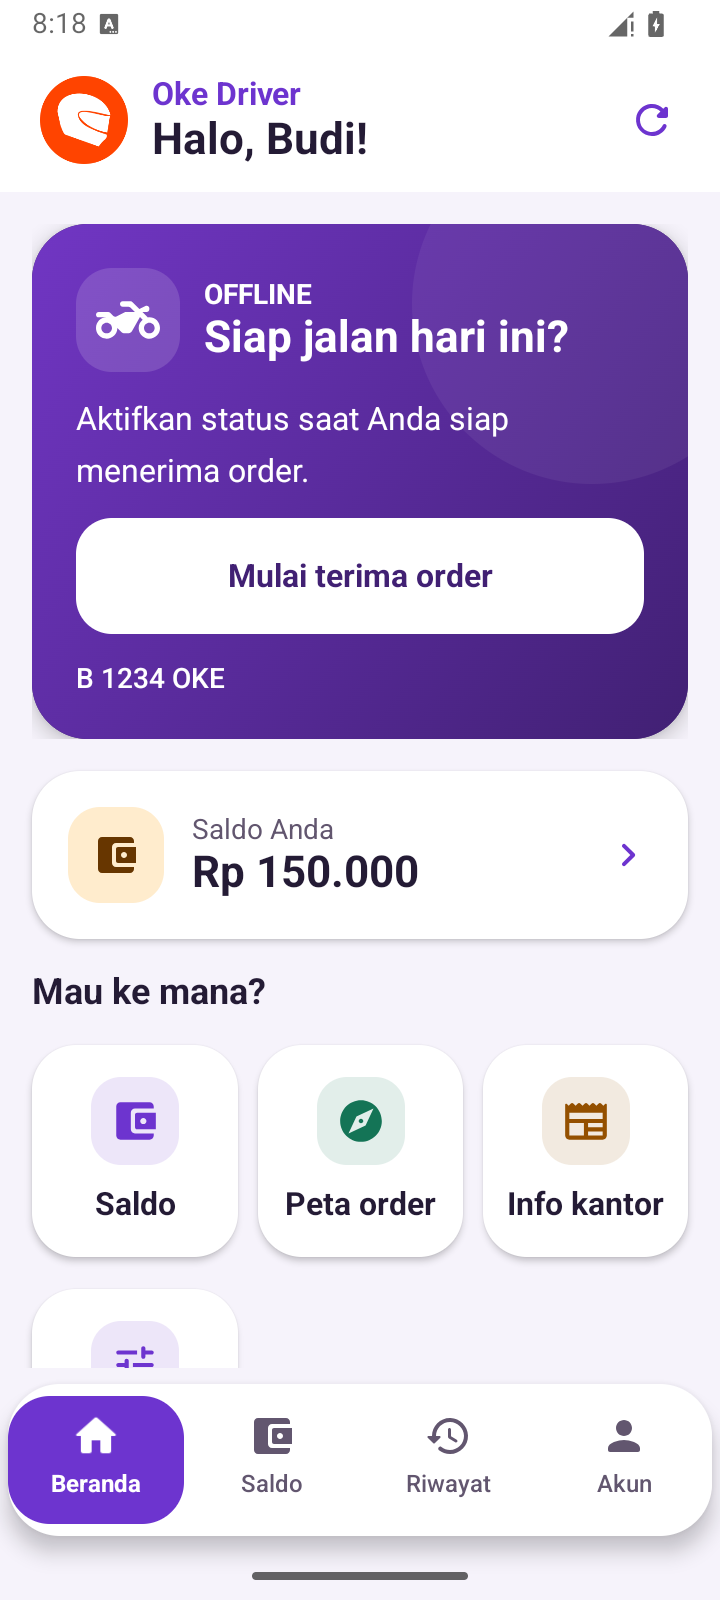 8:18
Oke Driver
Halo, Budi!
OFFLINE
Siap jalan hari ini?
Aktifkan status saat Anda siap
menerima order.
Mulai terima order
B 1234 OKE
Saldo Anda
Rp 150.000
Mau ke mana?
Saldo
Peta order
Info kantor
Beranda
Saldo
Riwayat
Akun